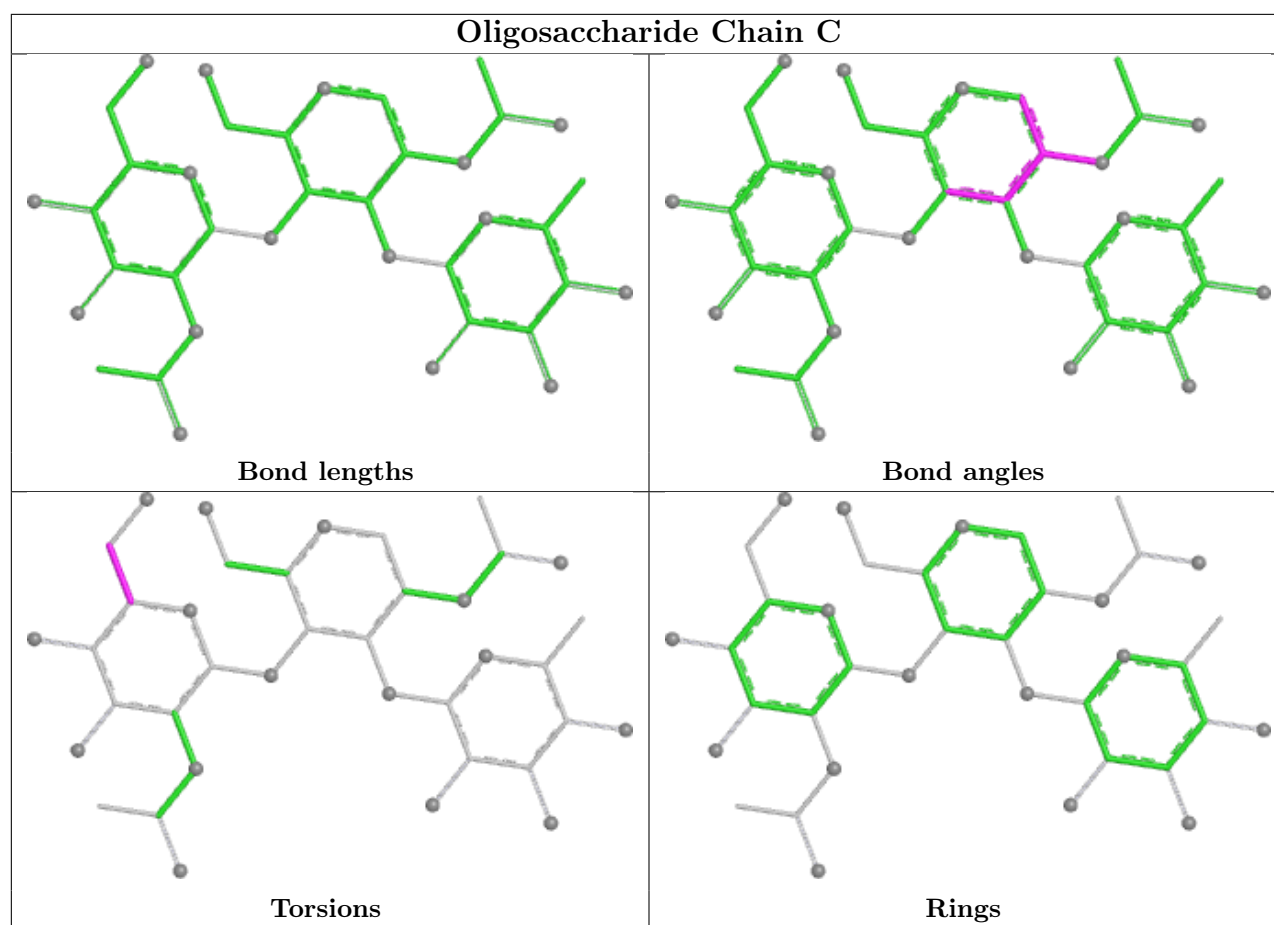 Oligosaccharide Chain C
Bond lengths
Bond angles
Torsions
Rings